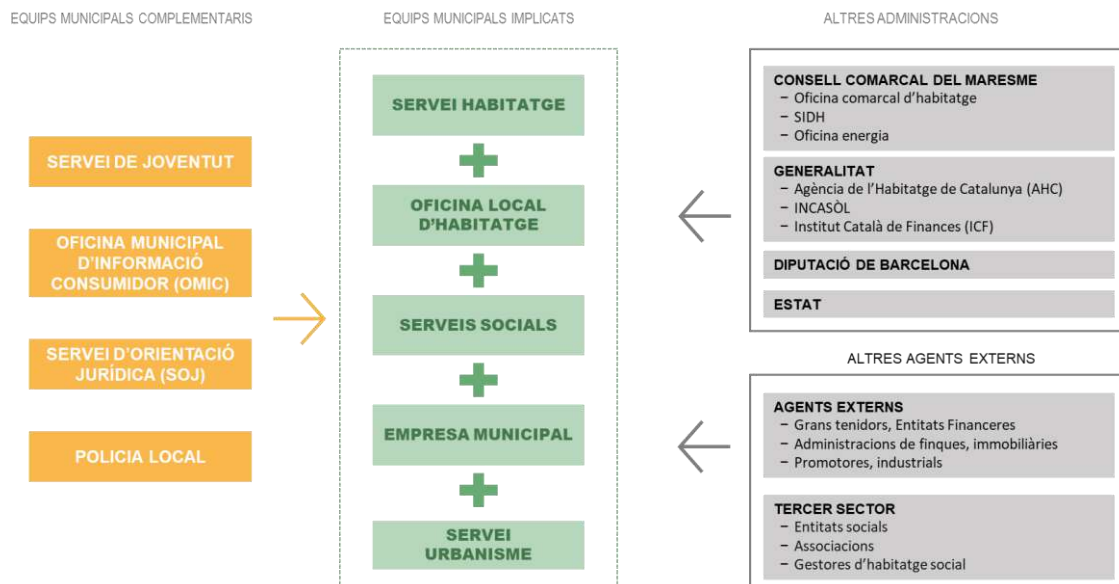 EQUIPS MUNICIPALS COMPLEMENTARIS
SERVEI DE JOVENTUT
OFICINA MUNICIPAL
D'INFORMACIÓ
CONSUMIDOR (OMIC)
SERVEI D'ORIENTACIÓ
JURÍDICA (SOJ)
POLICIA LOCAL
EQUIPS MUNICIPALS IMPLICATS
SERVEI HABITATGE
OFICINA LOCAL
D'HABITATGE
SERVEIS SOCIALS
EMPRESA MUNICIPAL
SERVEI
URBANISME
ALTRES ADMINISTRACIONS
CONSELL COMARCAL DEL MARESME
– Oficina comarcal d'habitatge
– SIDH
– Oficina energia
GENERALITAT
– Agència de l'Habitatge de Catalunya (AHC)
– INCASÒL
– Institut Català de Finances (ICF)
DIPUTACIÓ DE BARCELONA
ESTAT
ALTRES AGENTS EXTERNS
AGENTS EXTERNS
– Grans tenidors, Entitats Financeres
– Administracions de finques, immobiliàries
– Promotores, industrials
TERCER SECTOR
– Entitats socials
– Associacions
– Gestores d'habitatge social